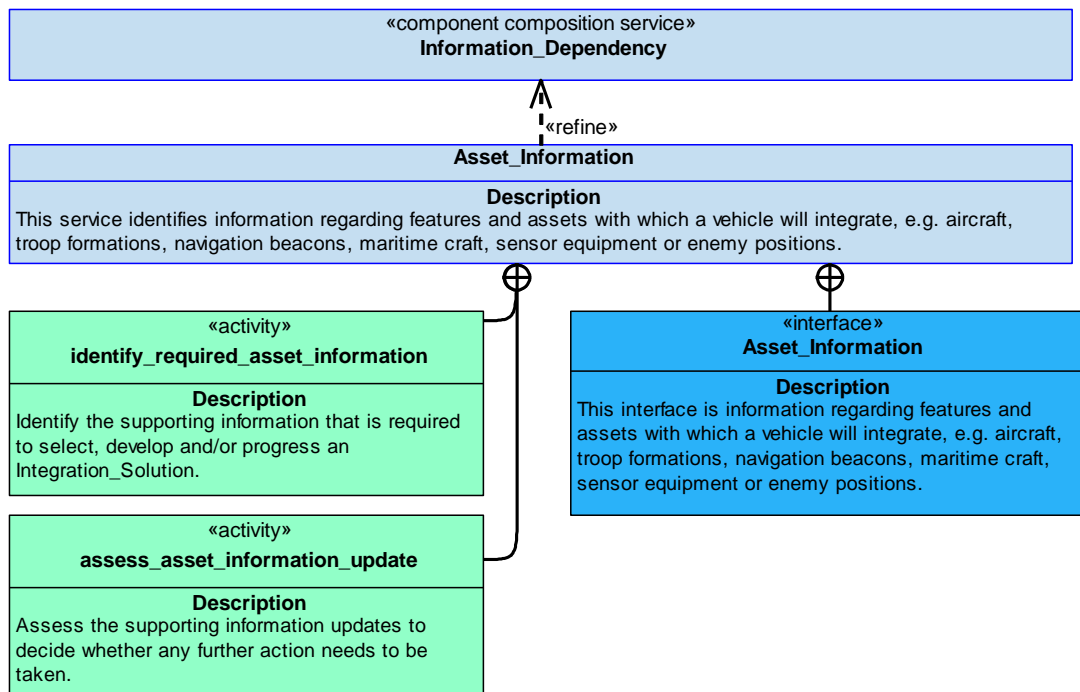 «component composition service»
Information_Dependency
«refine»
Asset_Information
Description
This service identifies information regarding features and assets with which a vehicle will integrate, e.g. aircraft,
troop formations, navigation beacons, maritime craft, sensor equipment or enemy positions.
«activity»
identify_required_asset_information
Description
Identify the supporting information that is required
to select, develop and/or progress an
Integration_Solution.
«interface»
Asset_Information
Description
This interface is information regarding features and
assets with which a vehicle will integrate, e.g. aircraft,
troop formations, navigation beacons, maritime craft,
sensor equipment or enemy positions.
«activity»
assess_asset_information_update
Description
Assess the supporting information updates to
decide whether any further action needs to be
taken.